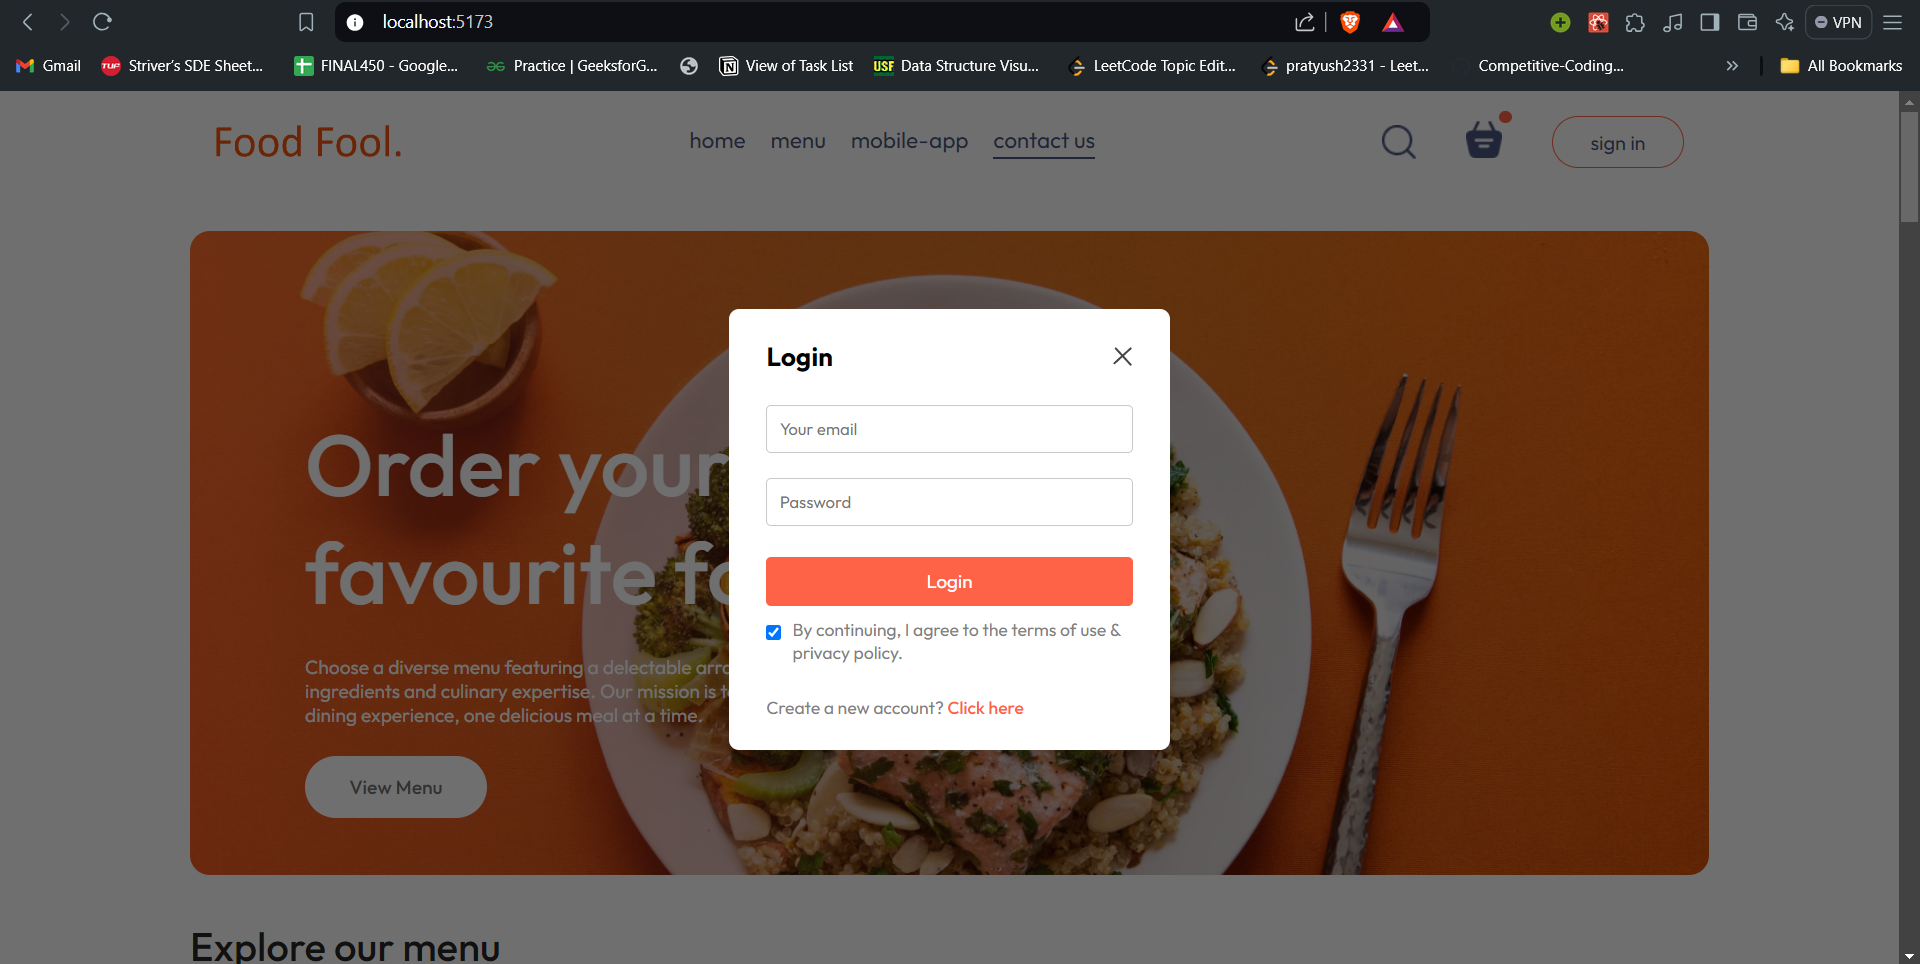 localhost:5173
VPN
Gmail
Striver's SDE Sheet...
FINAL450 - Google...
Practice | GeeksforG...
View of Task List
USF Data Structure Visu...
LeetCode Topic Edit...
pratyush2331 - Leet...
Competitive-Coding...
All Bookmarks
Food Fool.
home menu mobile-app contact us
sign in
Order your
favourite fo
Choose a diverse menu featuring a delectable arra
ingredients and culinary expertise. Our mission is t
dining experience, one delicious meal at a time.
View Menu
Login
Your email
Password
Login
By continuing, I agree to the terms of use &
privacy policy.
Create a new account? Click here
Explore our menu